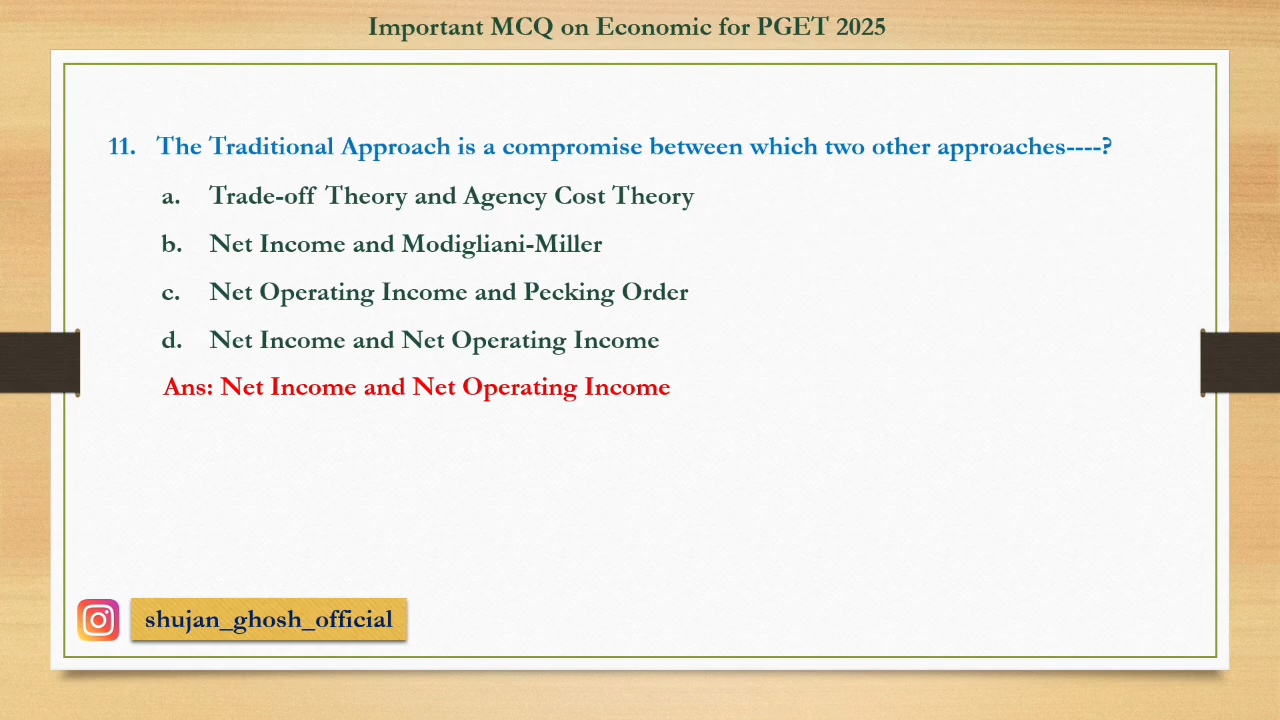 Important MCQ on Economic for PGET 2025
11. The Traditional Approach is a compromise between which two other approaches----?
a. Trade-off Theory and Agency Cost Theory
b. Net Income and Modigliani-Miller
c. Net Operating Income and Pecking Order
d. Net Income and Net Operating Income
Ans: Net Income and Net Operating Income
shujan_ghosh_official